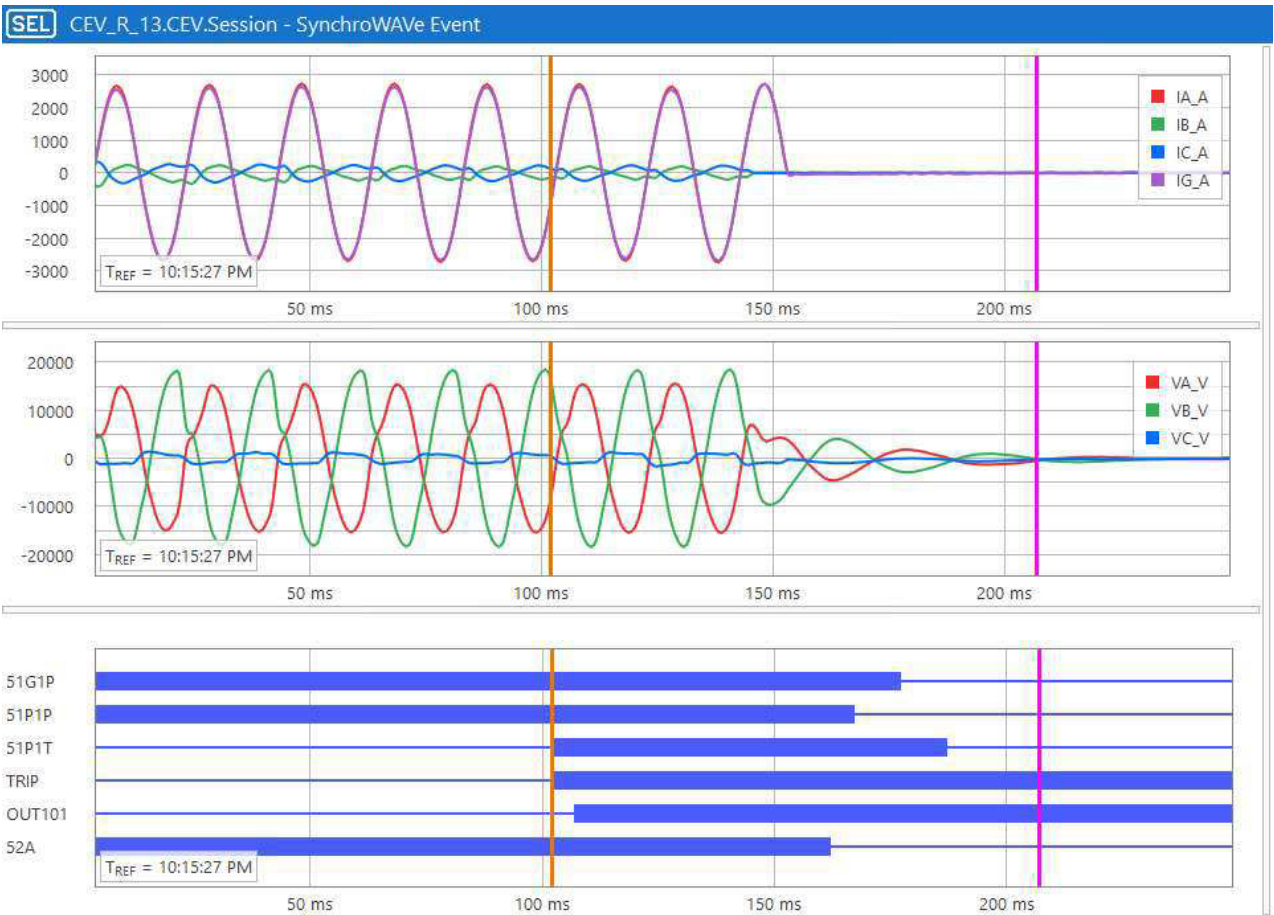 SEL CEV_R_13.CEV.Session - SynchroWAVe Event
3000
2000
1000
0
-1000
-2000
-3000
IA_A
IB_A
IC_A
IG_A
TREF = 10:15:27 PM
50 ms 100 ms 150 ms 200 ms
20000
10000
0
-10000
-20000
VA_V
VB_V
VC_V
TREF = 10:15:27 PM
50 ms 100 ms 150 ms 200 ms
51G1P
51P1P
51P1T
TRIP
OUT101
52A
TREF = 10:15:27 PM
50 ms 100 ms 150 ms 200 ms